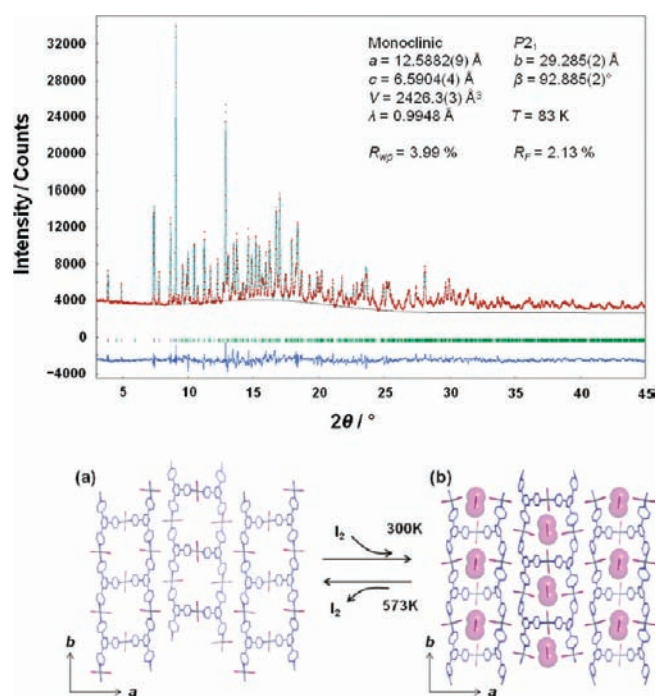 Intensity / Counts
32000
28000
24000
20000
16000
12000
8000
4000
0
−4000
Monoclinic P2₁
a = 12.5882(9) Å b = 29.285(2) Å
c = 6.5904(4) Å β = 92.885(2)°
V = 2426.3(3) Å³
λ = 0.9948 Å T = 83 K
R_wp = 3.99 % R_F = 2.13 %
5 10 15 20 25 30 35 40 45
2θ / °
(a)
(b)
I₂ 300K
I₂ 573K
b
a
b
a